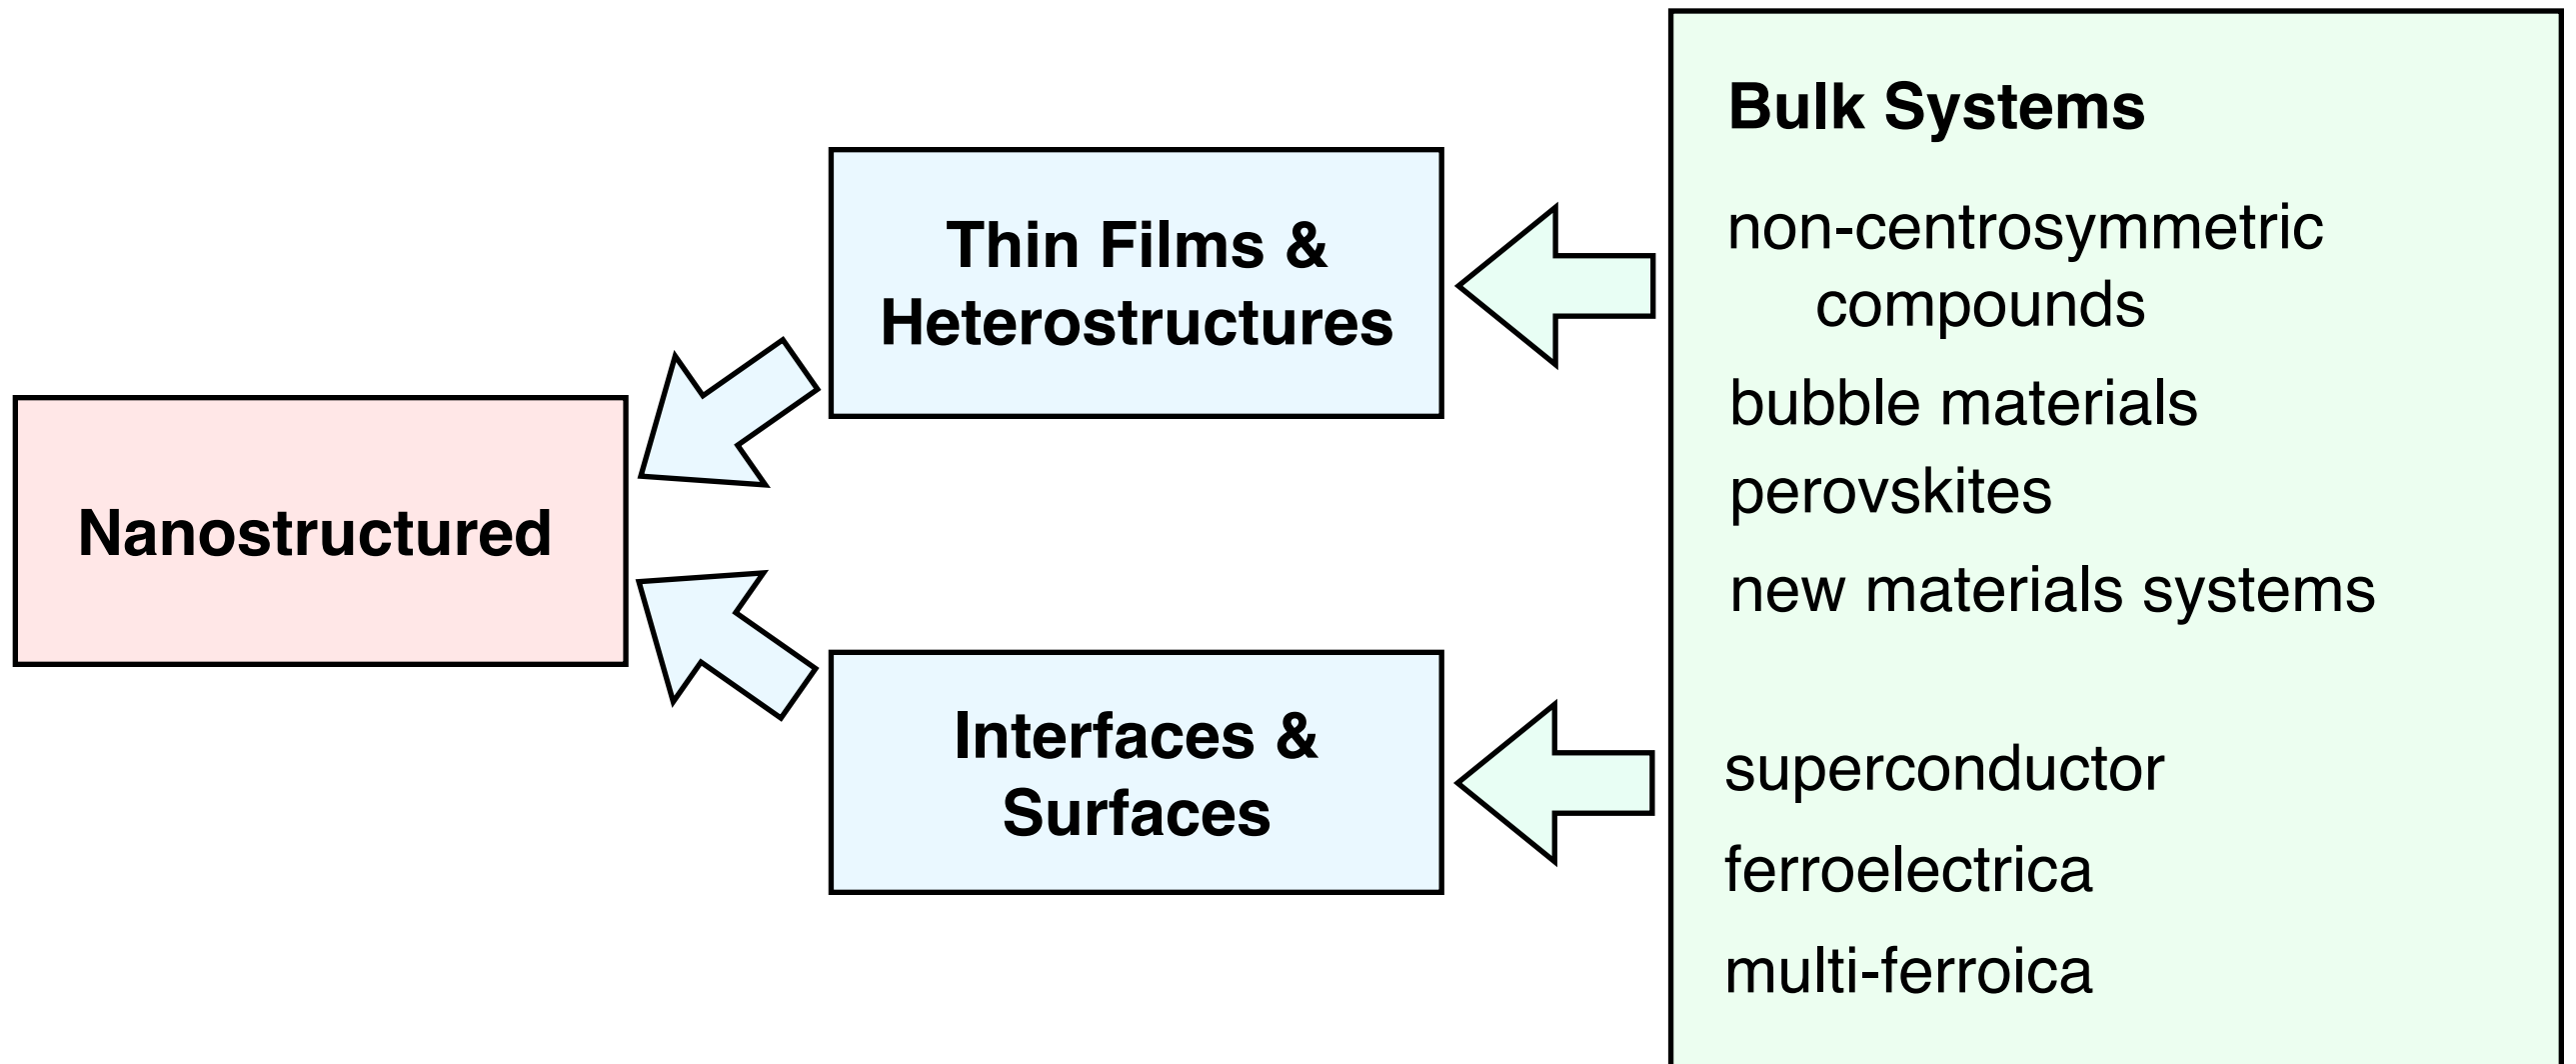 Nanostructured
Thin Films &
Heterostructures
Interfaces &
Surfaces
Bulk Systems
non-centrosymmetric
compounds
bubble materials
perovskites
new materials systems
superconductor
ferroelectrica
multi-ferroica